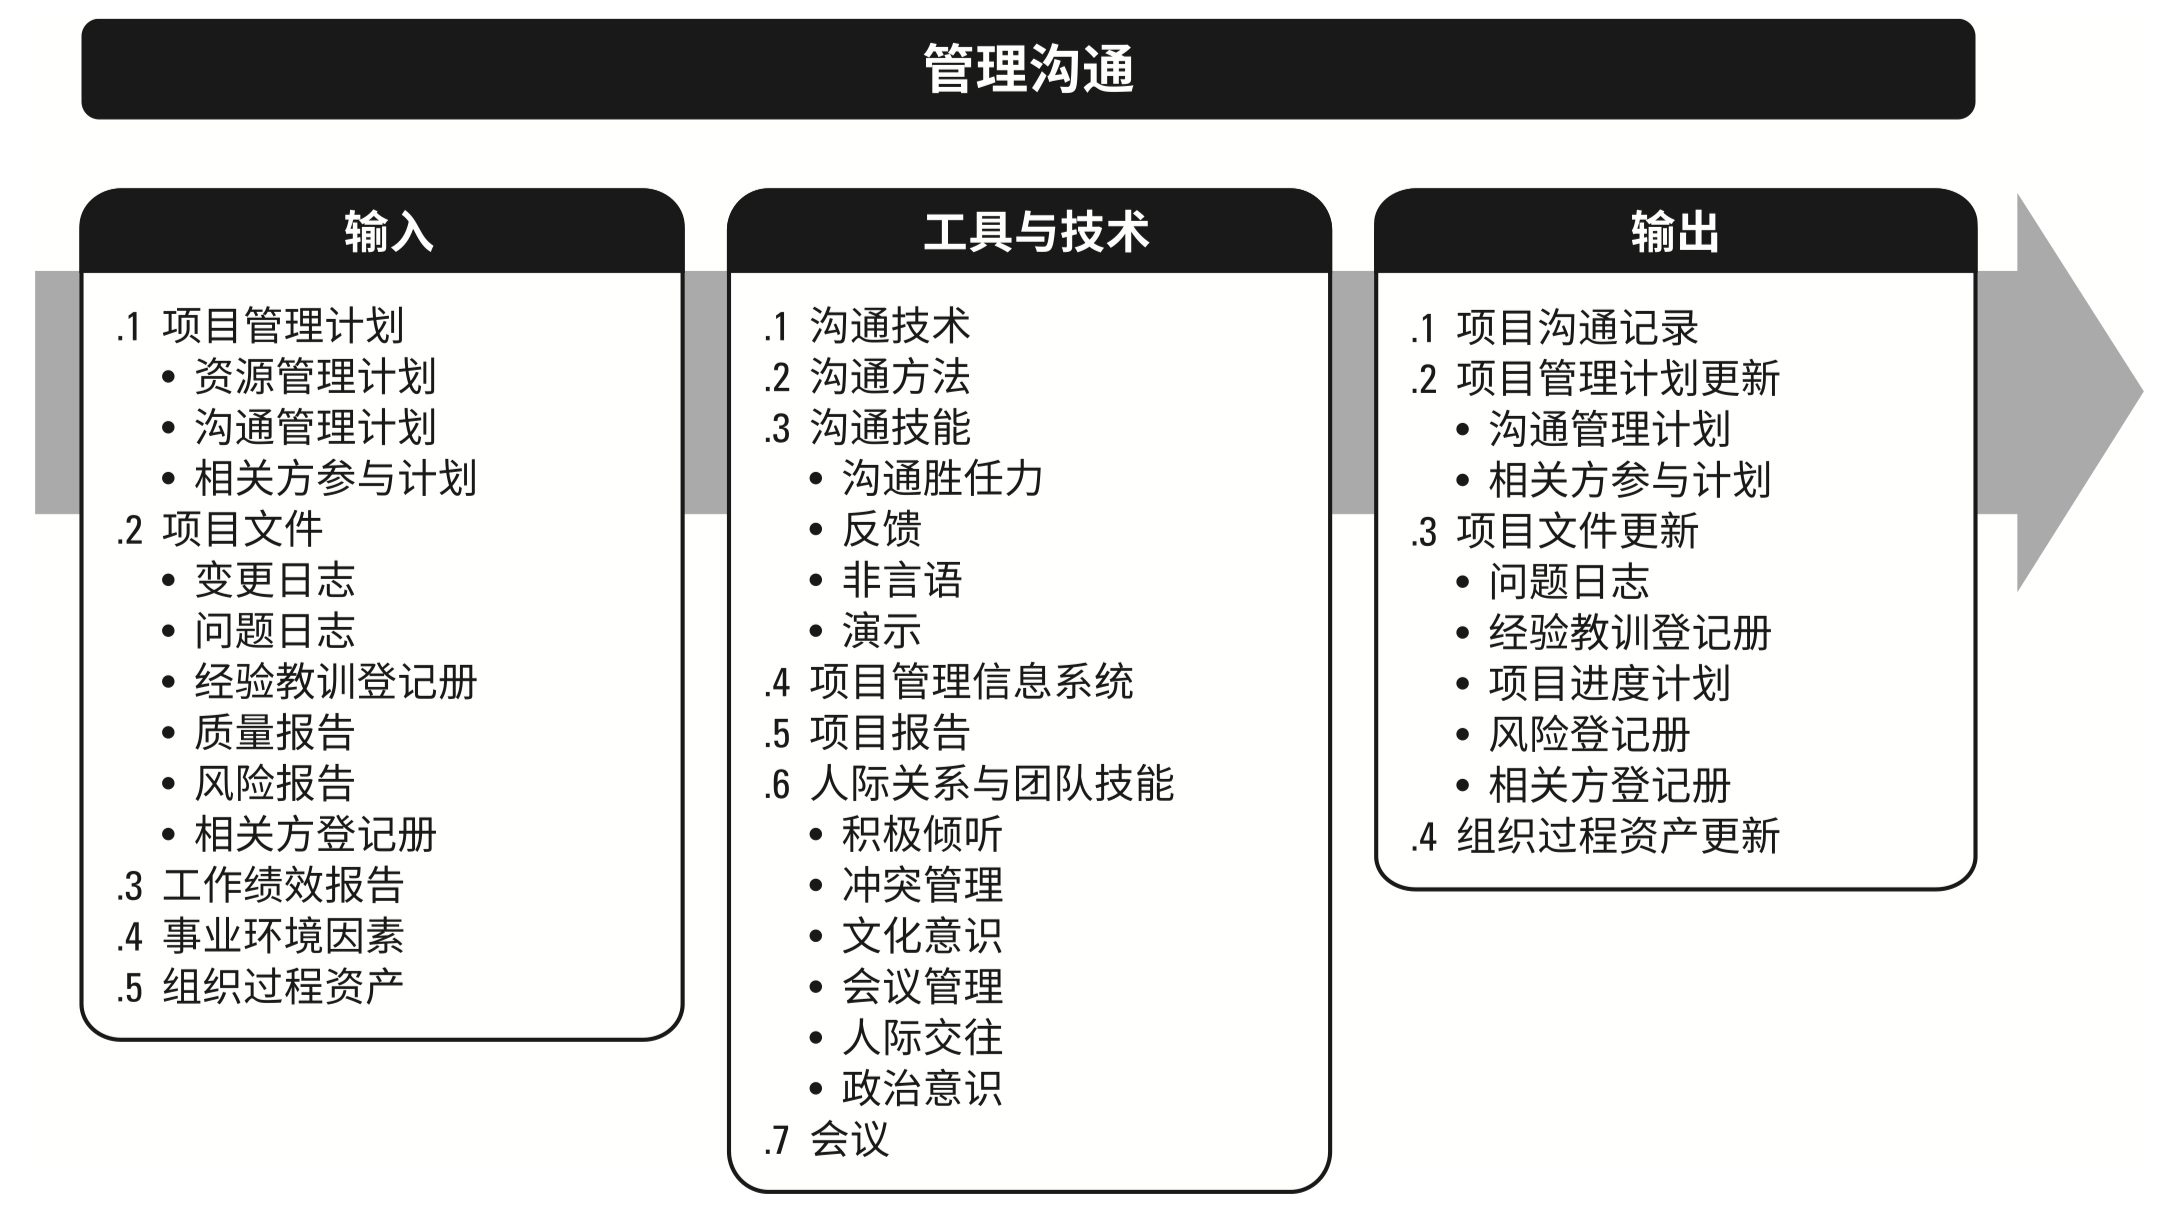 管理沟通
输入
.1 项目管理计划
• 资源管理计划
• 沟通管理计划
• 相关方参与计划
.2 项目文件
• 变更日志
• 问题日志
• 经验教训登记册
• 质量报告
• 风险报告
• 相关方登记册
.3 工作绩效报告
.4 事业环境因素
.5 组织过程资产
工具与技术
.1 沟通技术
.2 沟通方法
.3 沟通技能
• 沟通胜任力
• 反馈
• 非言语
• 演示
.4 项目管理信息系统
.5 项目报告
.6 人际关系与团队技能
• 积极倾听
• 冲突管理
• 文化意识
• 会议管理
• 人际交往
• 政治意识
.7 会议
输出
.1 项目沟通记录
.2 项目管理计划更新
• 沟通管理计划
• 相关方参与计划
.3 项目文件更新
• 问题日志
• 经验教训登记册
• 项目进度计划
• 风险登记册
• 相关方登记册
.4 组织过程资产更新